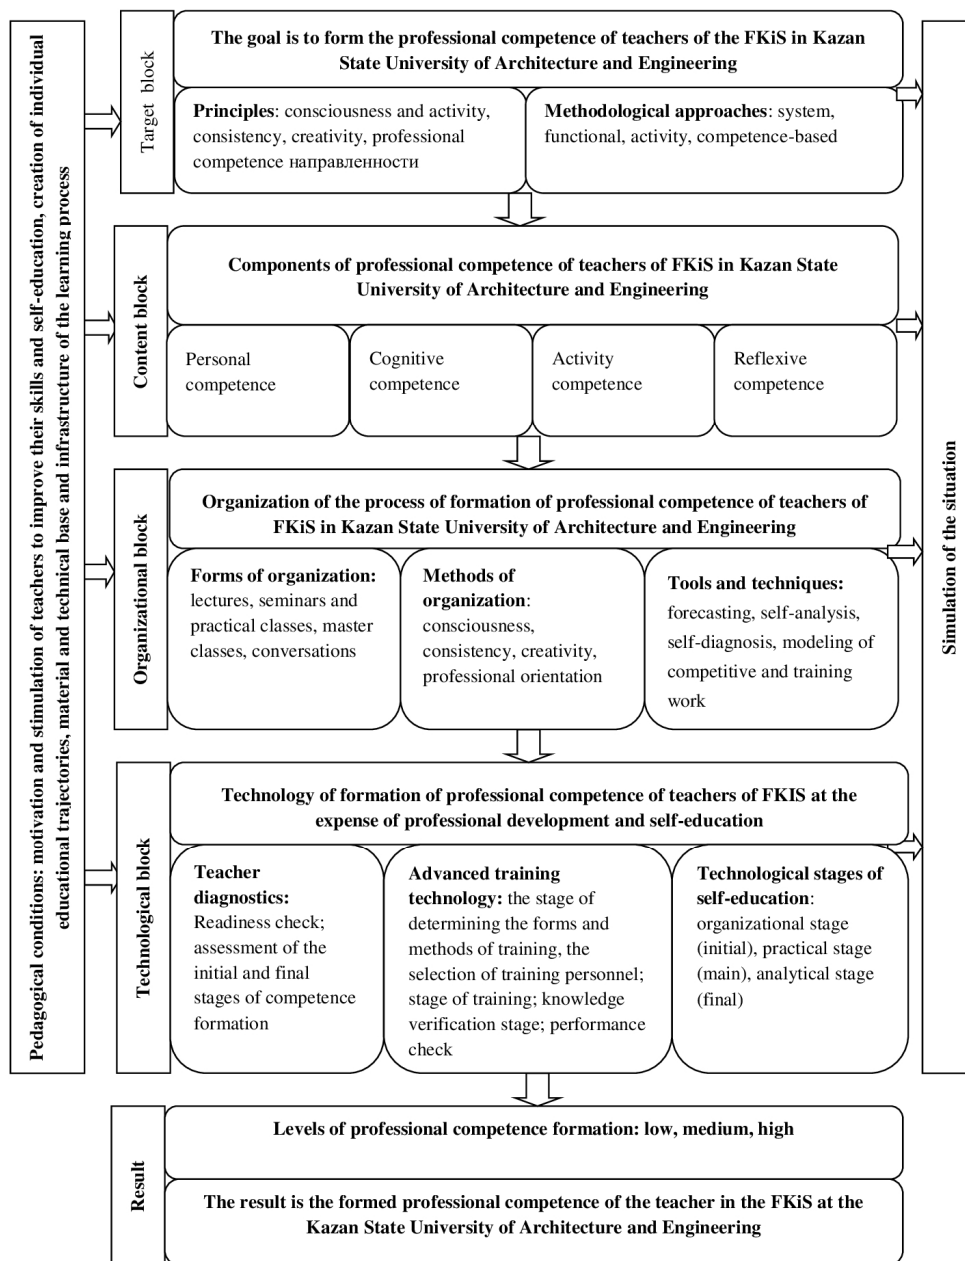 Pedagogical conditions: motivation and stimulation of teachers to improve their skills and self-education, creation of individual
educational trajectories, material and technical base and infrastructure of the learning process
Target block
The goal is to form the professional competence of teachers of the FKiS in Kazan
State University of Architecture and Engineering
Principles: consciousness and activity,
consistency, creativity, professional
competence направленности
Methodological approaches: system,
functional, activity, competence-based
Content block
Components of professional competence of teachers of FKiS in Kazan State
University of Architecture and Engineering
Personal
competence
Cognitive
competence
Activity
competence
Reflexive
competence
Organizational block
Organization of the process of formation of professional competence of teachers of
FKiS in Kazan State University of Architecture and Engineering
Forms of organization:
lectures, seminars and
practical classes, master
classes, conversations
Methods of
organization:
consciousness,
consistency, creativity,
professional orientation
Tools and techniques:
forecasting, self-analysis,
self-diagnosis, modeling of
competitive and training
work
Technological block
Technology of formation of professional competence of teachers of FKIS at the
expense of professional development and self-education
Teacher
diagnostics:
Readiness check;
assessment of the
initial and final
stages of competence
formation
Advanced training
technology: the stage of
determining the forms and
methods of training, the
selection of training personnel;
stage of training; knowledge
verification stage; performance
check
Technological stages of
self-education:
organizational stage
(initial), practical stage
(main), analytical stage
(final)
Simulation of the situation
Result
Levels of professional competence formation: low, medium, high
The result is the formed professional competence of the teacher in the FKiS at the
Kazan State University of Architecture and Engineering